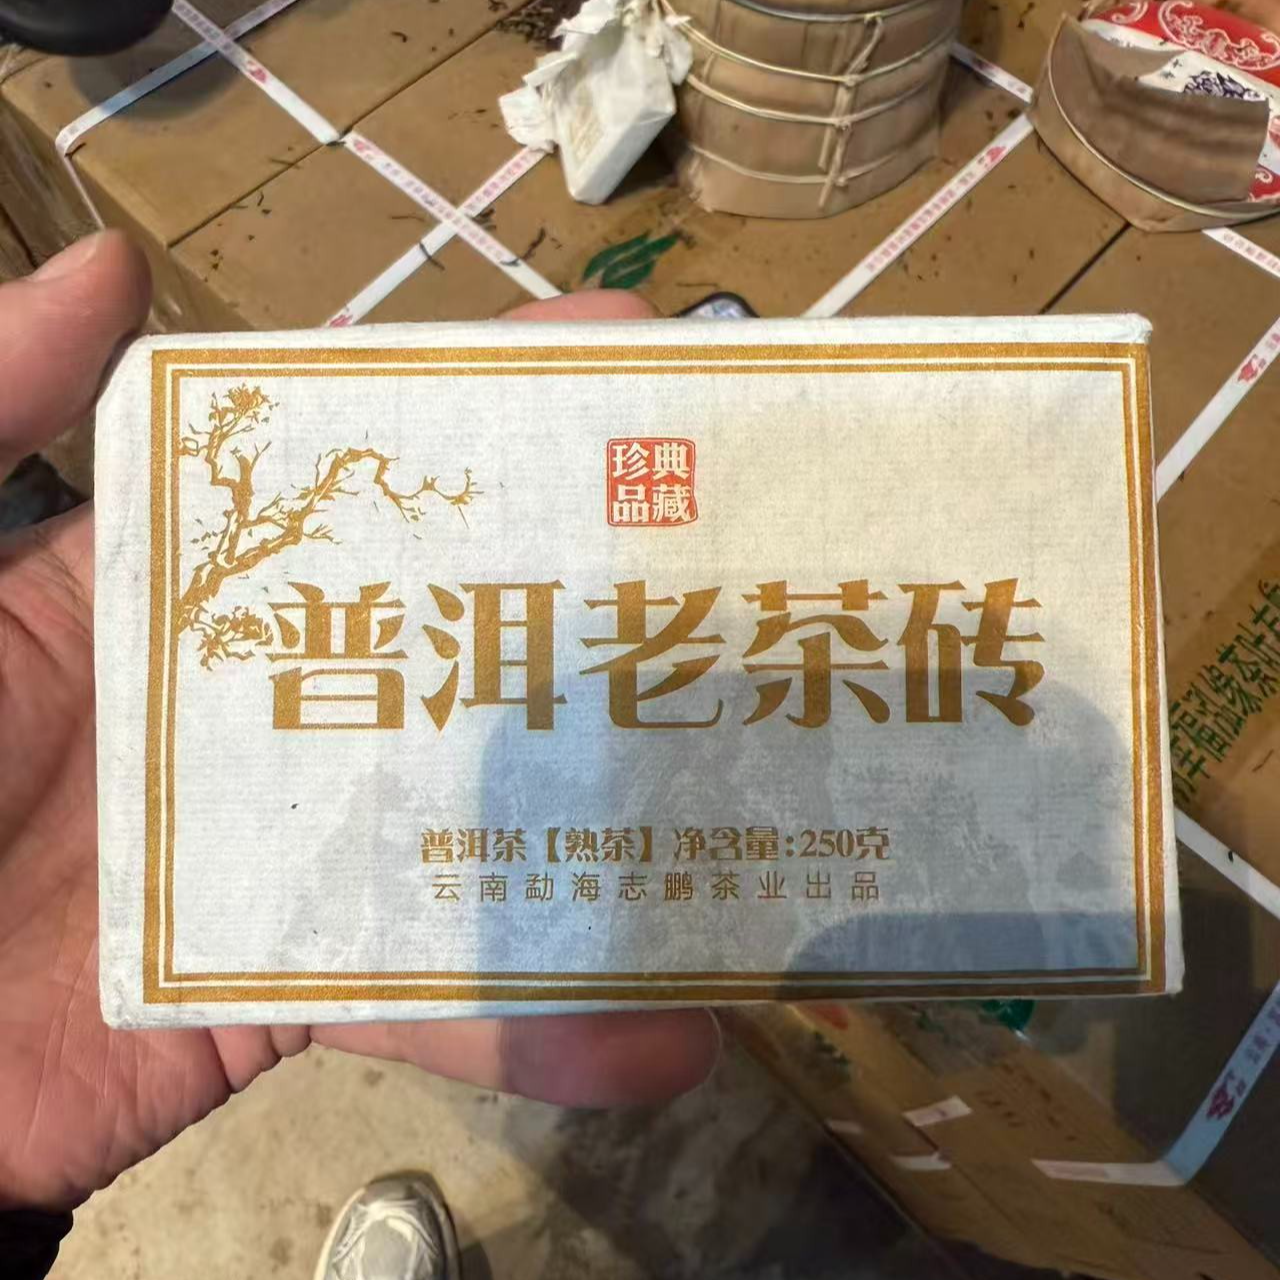 珍典
品藏
普洱老茶砖
普洱茶【熟茶】净含量:250克
云南勐海志鹏茶业出品